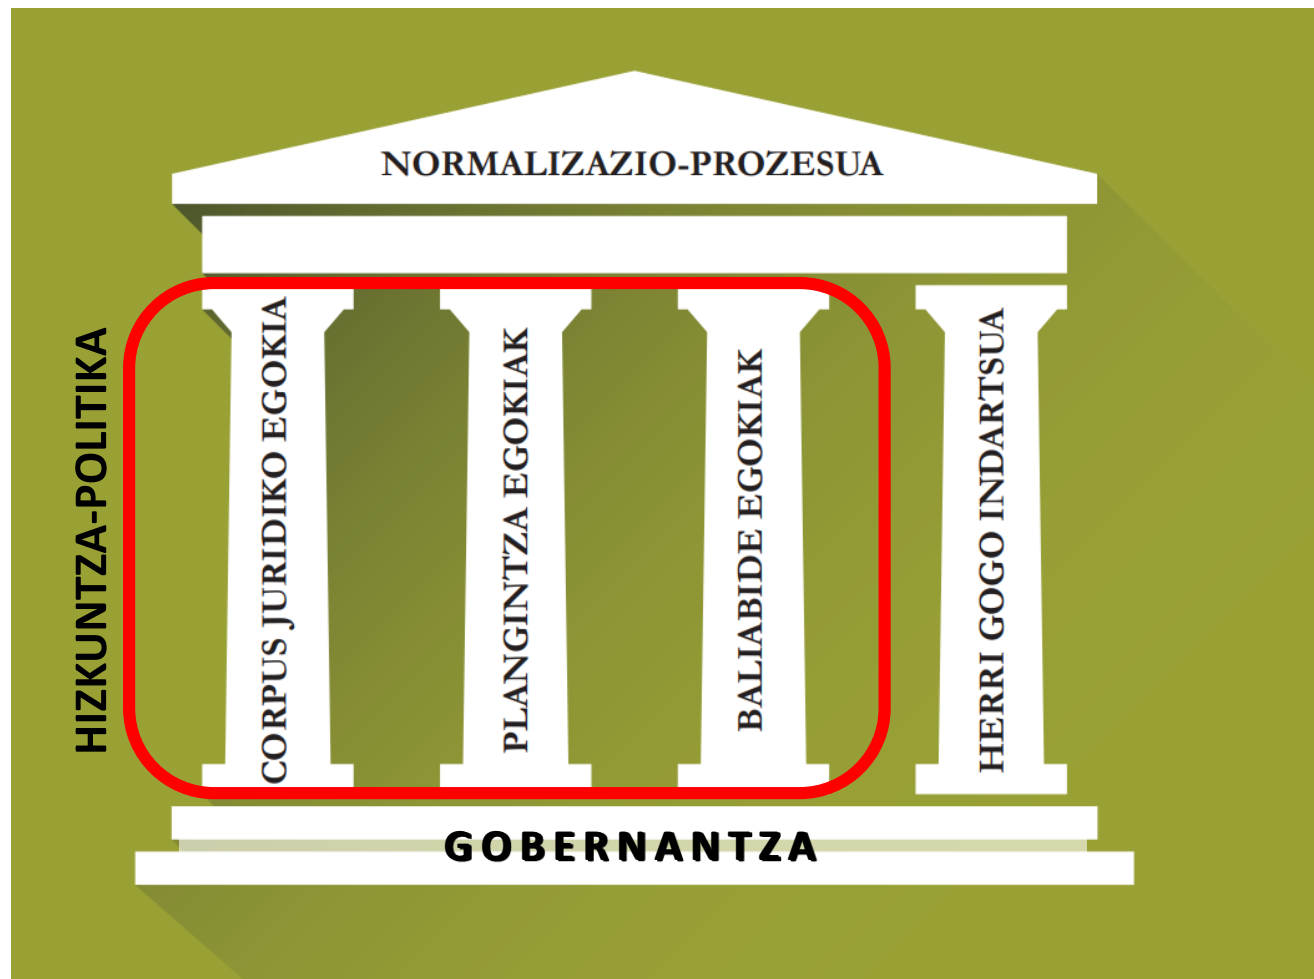 NORMALIZAZIO-PROZESUA
HIZKUNTZA-POLITIKA
CORPUS JURIDIKO EGOKIA
PLANGINTZA EGOKIAK
BALIABIDE EGOKIAK
HERRI GOGO INDARTSUA
GOBERNANTZA